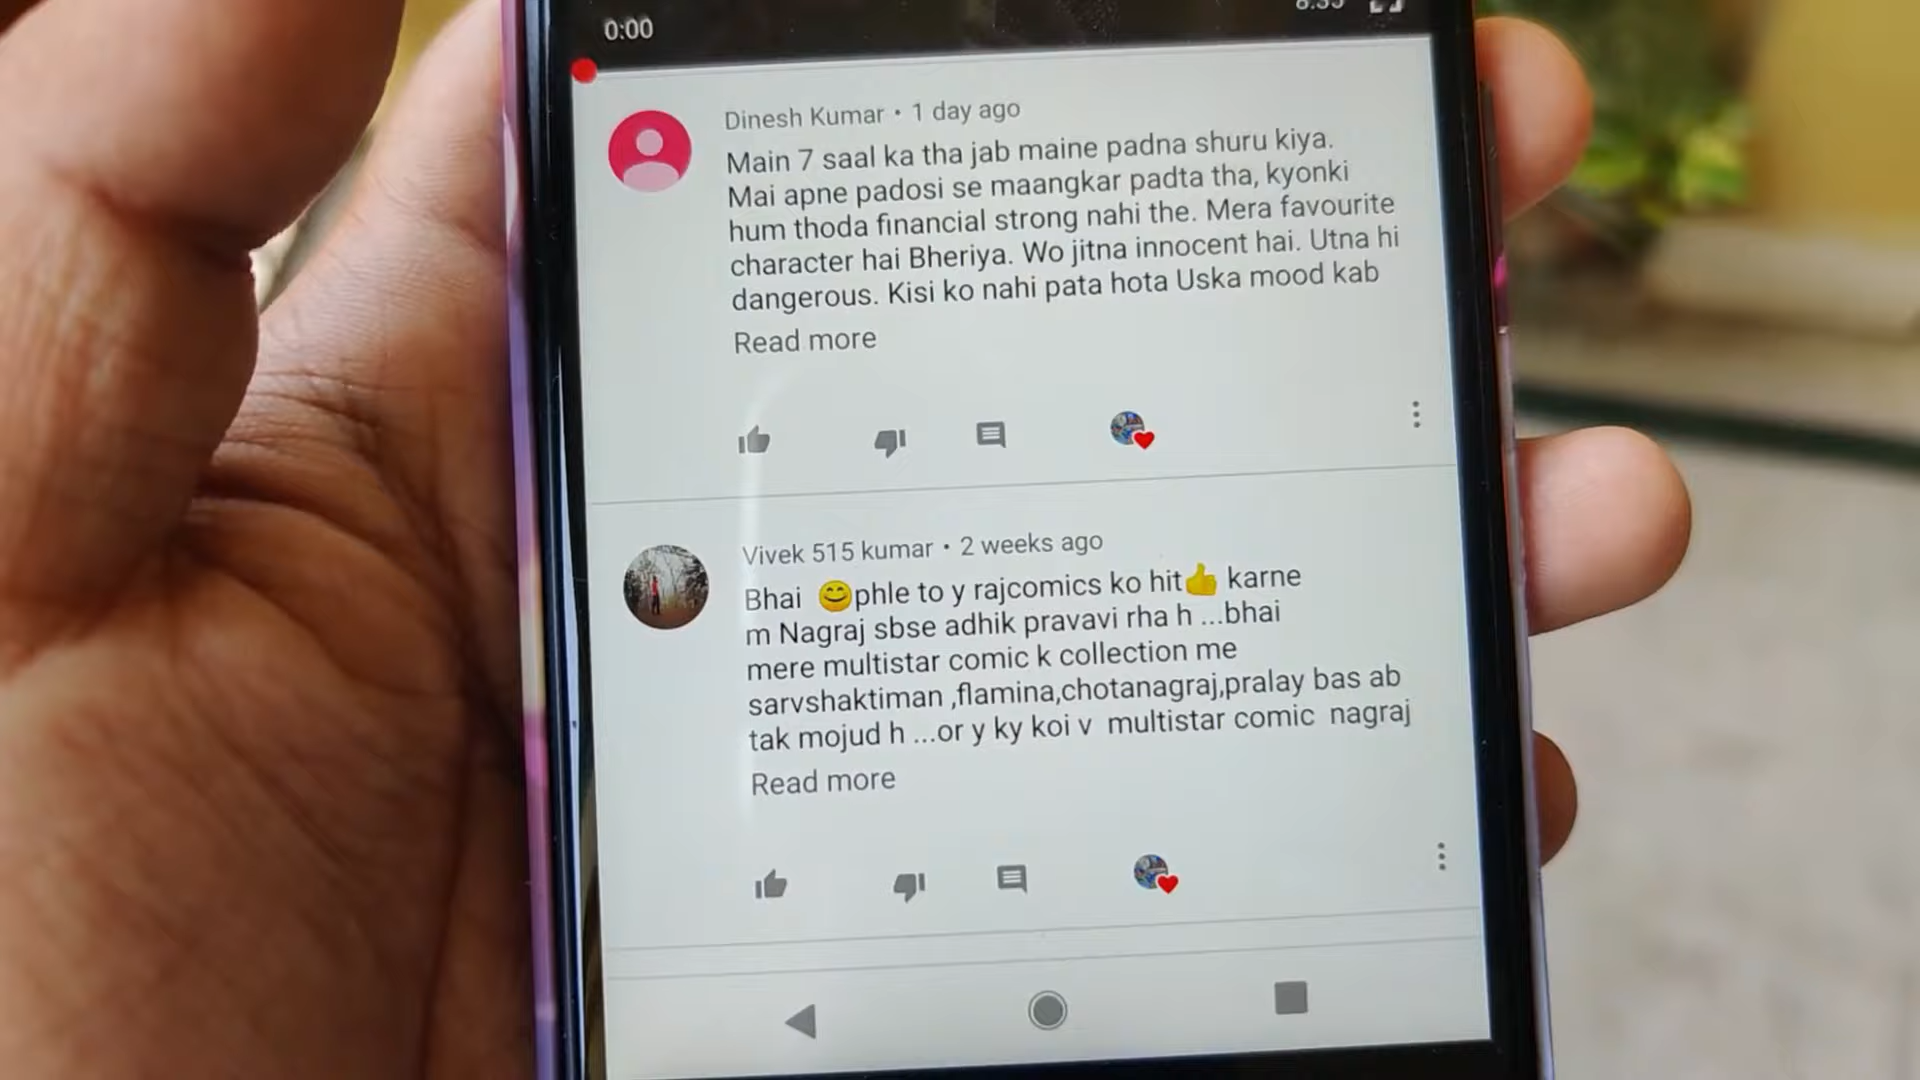 0:00
Dinesh Kumar • 1 day ago
Main 7 saal ka tha jab maine padna shuru kiya.
Mai apne padosi se maangkar padta tha, kyonki
hum thoda financial strong nahi the. Mera favourite
character hai Bheriya. Wo jitna innocent hai. Utna hi
dangerous. Kisi ko nahi pata hota Uska mood kab
Read more
Vivek 515 kumar • 2 weeks ago
Bhai 😊phle to y rajcomics ko hit👍 karne
m Nagraj sbse adhik pravavi rha h ...bhai
mere multistar comic k collection me
sarvshaktiman ,flamina,chotanagraj,pralay bas ab
tak mojud h ...or y ky koi v multistar comic nagraj
Read more